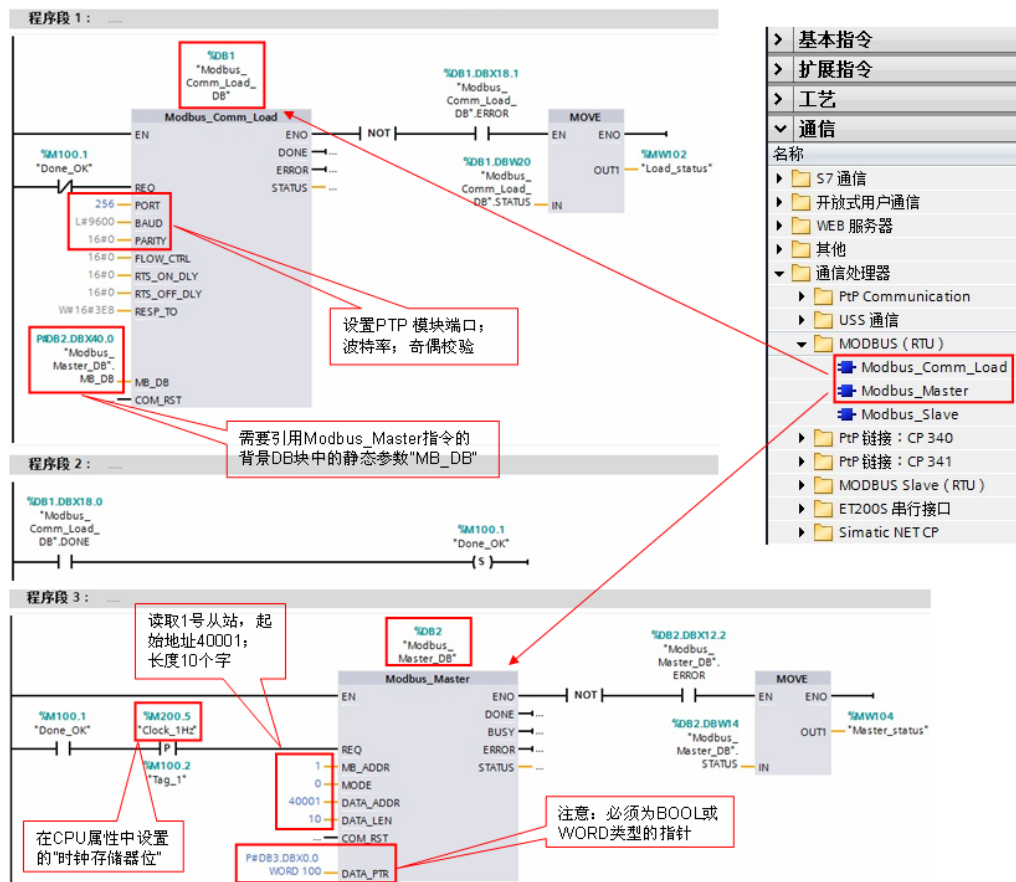 程序段 1： ......
%DB1
"Modbus_
Comm_Load_
DB"
Modbus_Comm_Load
EN
ENO
DONE
...
ERROR
...
STATUS
...
%M100.1
"Done_OK"
REQ
256
PORT
L#9600
BAUD
16#0
PARITY
16#0
FLOW_CTRL
16#0
RTS_ON_DLY
16#0
RTS_OFF_DLY
W#16#3E8
RESP_TO
P#DB2.DBX40.0
"Modbus_
Master_DB".
MB_DB
MB_DB
...
COM_RST
NOT
%DB1.DBX18.1
"Modbus_
Comm_Load_
DB".ERROR
MOVE
EN
ENO
%DB1.DBW20
"Modbus_
Comm_Load_
DB".STATUS
IN
OUT1
%MW102
"Load_status"
设置PTP 模块端口；
波特率；奇偶校验
需要引用Modbus_Master指令的
背景DB块中的静态参数"MB_DB"
程序段 2： ......
%DB1.DBX18.0
"Modbus_
Comm_Load_
DB".DONE
%M100.1
"Done_OK"
S
程序段 3： ......
读取1号从站，起
始地址40001；
长度10个字
%DB2
"Modbus_
Master_DB"
Modbus_Master
EN
ENO
DONE
...
BUSY
...
ERROR
...
STATUS
...
%M100.1
"Done_OK"
%M200.5
"Clock_1Hz"
P
%M100.2
"Tag_1"
REQ
1
MB_ADDR
0
MODE
40001
DATA_ADDR
10
DATA_LEN
...
COM_RST
P#DB3.DBX0.0
WORD 100
DATA_PTR
NOT
%DB2.DBX12.2
"Modbus_
Master_DB".
ERROR
MOVE
EN
ENO
%DB2.DBW14
"Modbus_
Master_DB".
STATUS
IN
OUT1
%MW104
"Master_status"
在CPU属性中设置
的"时钟存储器位"
注意：必须为BOOL或
WORD类型的指针
基本指令
扩展指令
工艺
通信
名称
S7 通信
开放式用户通信
WEB 服务器
其他
通信处理器
PtP Communication
USS 通信
MODBUS（RTU）
Modbus_Comm_Load
Modbus_Master
Modbus_Slave
PtP 链接：CP 340
PtP 链接：CP 341
MODBUS Slave（RTU）
ET200S 串行接口
Simatic NET CP